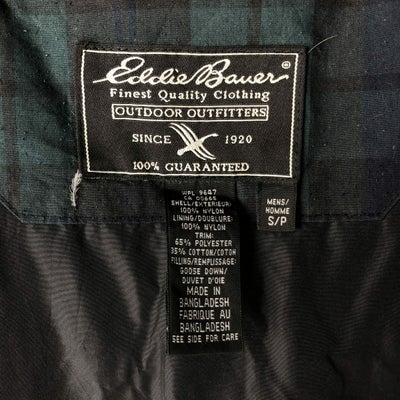 Eddie Bauer ®
Finest Quality Clothing
OUTDOOR OUTFITTERS
SINCE 1920
100% GUARANTEED
WPL 9647
CA 00665
SHELL/EXTERIEUR:
100% NYLON
LINING/DOUBLURE:
100% NYLON
TRIM:
65% POLYESTER
35% COTTON/COTON
FILLING/REMPLISSAGE:
GOOSE DOWN/
DUVET D'OIE
MADE IN
BANGLADESH
FABRIQUE AU
BANGLADESH
SEE SIDE FOR CARE
MENS/
HOMME
S/P